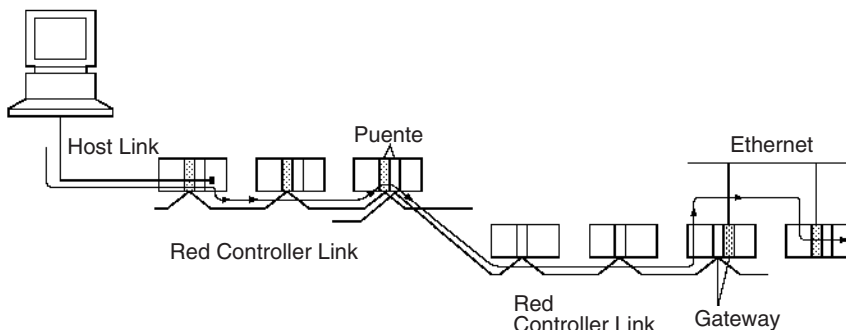 Host Link
Puente
Ethernet
Red Controller Link
Red
Controller Link
Gateway